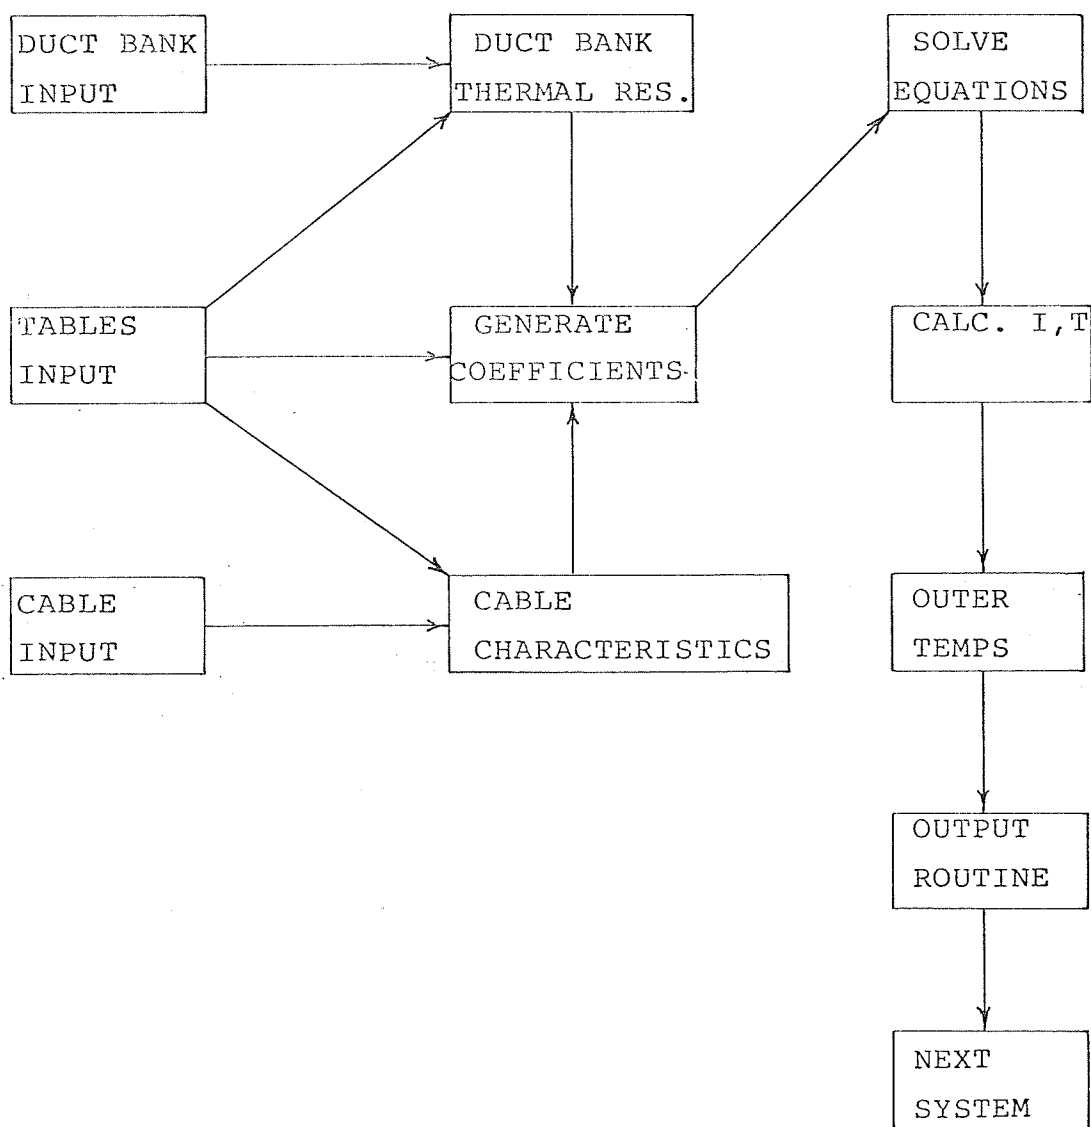 DUCT BANK
INPUT
DUCT BANK
THERMAL RES.
SOLVE
EQUATIONS
TABLES
INPUT
GENERATE
COEFFICIENTS
CALC. I,T
CABLE
INPUT
CABLE
CHARACTERISTICS
OUTER
TEMPS
OUTPUT
ROUTINE
NEXT
SYSTEM